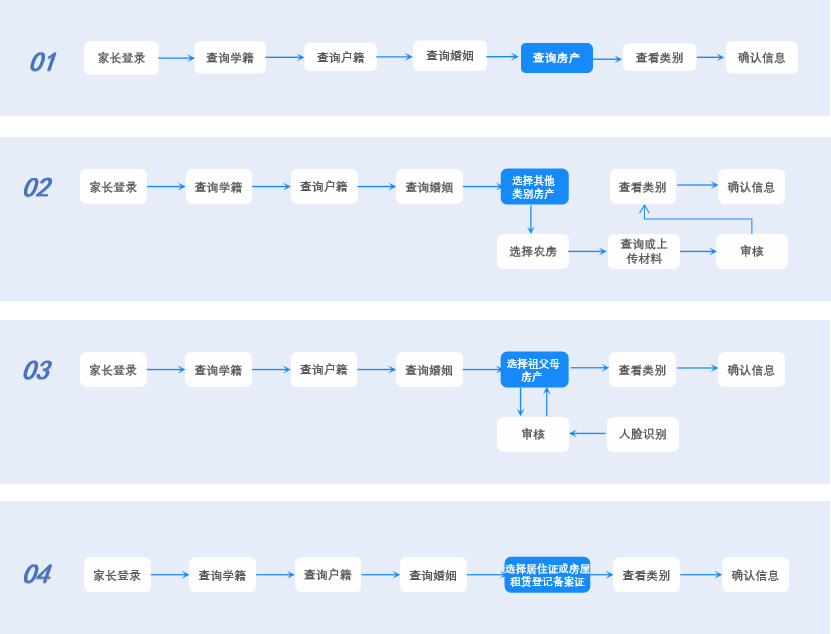 01
家长登录
查询学籍
查询户籍
查询婚姻
查询房产
查看类别
确认信息
02
家长登录
查询学籍
查询户籍
查询婚姻
选择其他
类别房产
查看类别
确认信息
选择农房
查询或上
传材料
审核
03
家长登录
查询学籍
查询户籍
查询婚姻
选择祖父母
房产
查看类别
确认信息
审核
人脸识别
04
家长登录
查询学籍
查询户籍
查询婚姻
选择居住证或房屋
租赁登记备案证
查看类别
确认信息